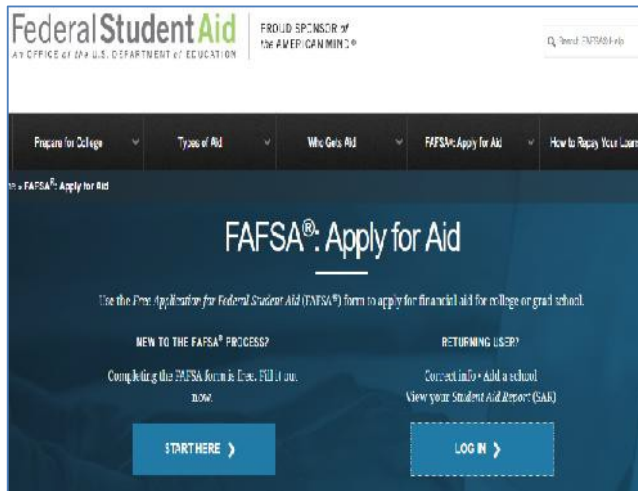 Federal Student Aid
An OFFICE of the U.S. DEPARTMENT of EDUCATION
PROUD SPONSOR of
the AMERICAN MIND®
Search FAFSA® Help
Prepare for College
Types of Aid
Who Gets Aid
FAFSA®: Apply for Aid
How to Repay Your Loan
» FAFSA®: Apply for Aid
FAFSA®: Apply for Aid
Use the Free Application for Federal Student Aid (FAFSA®) form to apply for financial aid for college or grad school.
NEW TO THE FAFSA® PROCESS?
Completing the FAFSA form is free. Fill it out
now.
START HERE ❯
RETURNING USER?
Correct info • Add a school
View your Student Aid Report (SAR)
LOG IN ❯